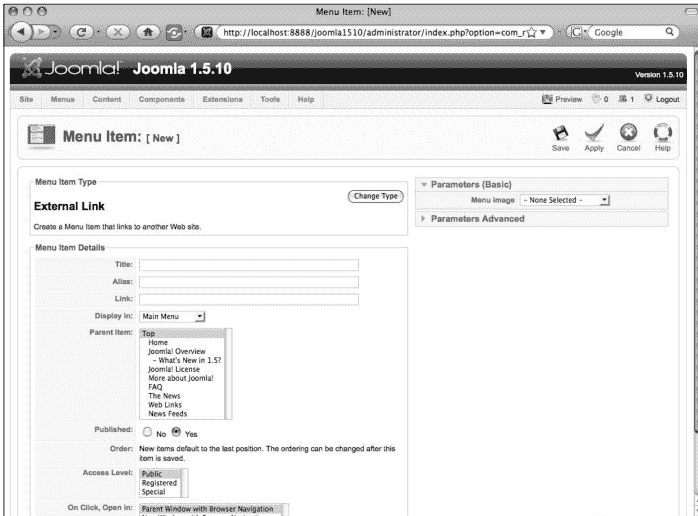 Menu Item: [New]
http://localhost:8888/joomla1510/administrator/index.php?option=com_r
Google
Joomla! Joomla 1.5.10
Version 1.5.10
Site Menus Content Components Extensions Tools Help Preview 0 1 Logout
Menu Item: [ New ]
Save Apply Cancel Help
Menu Item Type
Change Type
External Link
Create a Menu Item that links to another Web site.
Parameters (Basic)
Menu Image - None Selected -
Parameters Advanced
Menu Item Details
Title:
Alias:
Link:
Display in: Main Menu
Parent Item: Top
Home
Joomla! Overview
- What's New in 1.5?
Joomla! License
More about Joomla!
FAQ
The News
Web Links
News Feeds
Published: No Yes
Order: New items default to the last position. The ordering can be changed after this
item is saved.
Access Level: Public
Registered
Special
On Click, Open in: Parent Window with Browser Navigation